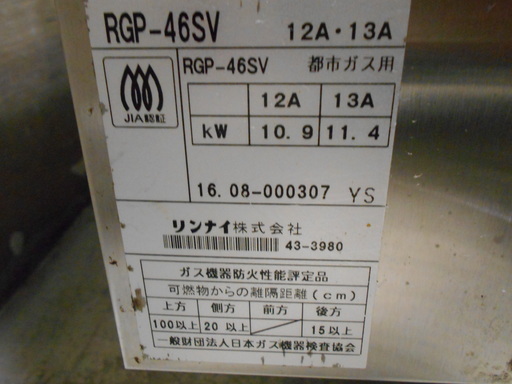 RGP-46SV 12A・13A
JIA認証
RGP-46SV 都市ガス用
12A 13A
kW 10.9 11.4
16.08-000307 YS
リンナイ株式会社
43-3980
ガス機器防火性能評定品
可燃物からの離隔距離(cm)
上方 側方 前方 後方
100以上 20以上 15以上
一般財団法人日本ガス機器検査協会